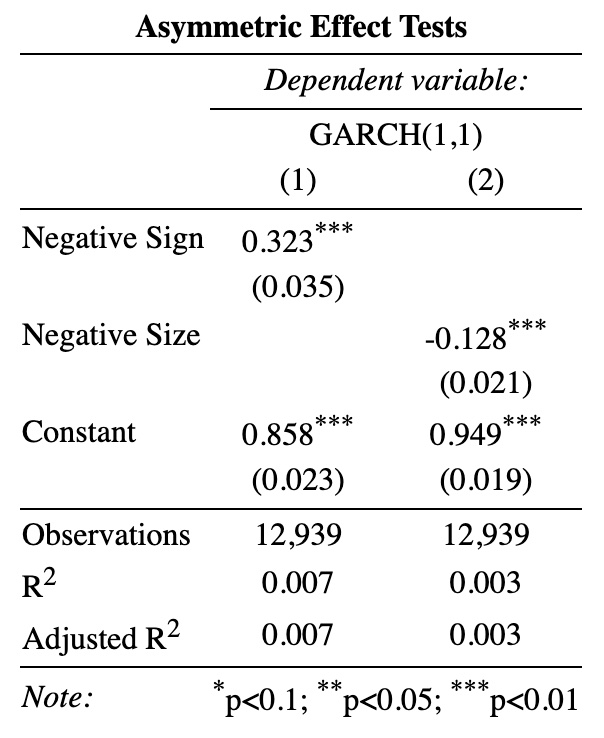 Asymmetric Effect Tests
Dependent variable:
GARCH(1,1)
(1) (2)
Negative Sign 0.323***
(0.035)
Negative Size -0.128***
(0.021)
Constant 0.858*** 0.949***
(0.023) (0.019)
Observations 12,939 12,939
R² 0.007 0.003
Adjusted R² 0.007 0.003
Note: *p<0.1; **p<0.05; ***p<0.01